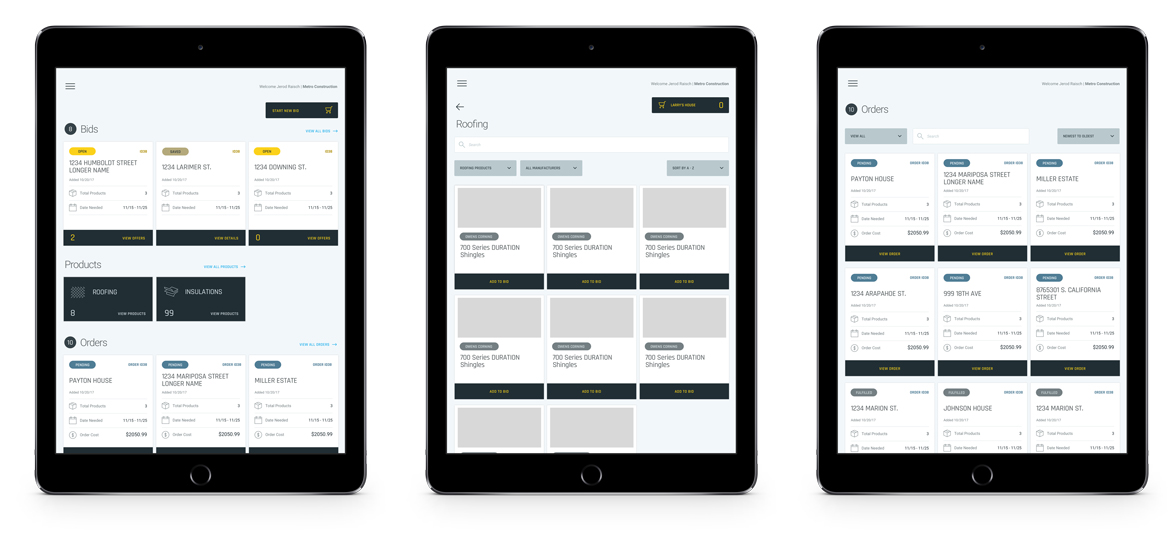 Welcome Jarod Raisch | Metro Construction
START NEW BID
8 Bids
VIEW ALL BIDS
OPEN
1234 HUMBOLDT STREET
LONGER NAME
Added 10/20/17
Total Products 3
Date Needed 11/15 - 11/25
2 VIEW OFFERS
SAVED
1234 LARIMER ST.
Added 10/20/17
Total Products 3
Date Needed 11/15 - 11/25
VIEW DETAILS
OPEN
1234 DOWNING ST.
Added 10/20/17
Total Products 3
Date Needed 11/15 - 11/25
0 VIEW OFFERS
Products
VIEW ALL PRODUCTS
ROOFING
8 VIEW PRODUCTS
INSULATIONS
99 VIEW PRODUCTS
10 Orders
VIEW ALL ORDERS
PENDING
PAYTON HOUSE
Added 10/20/17
Total Products 3
Date Needed 11/15 - 11/25
Order Cost $2050.99
PENDING
1234 MARIPOSA STREET
LONGER NAME
Added 10/20/17
Total Products 3
Date Needed 11/15 - 11/25
Order Cost $2050.99
PENDING
MILLER ESTATE
Added 10/20/17
Total Products 3
Date Needed 11/15 - 11/25
Order Cost $2050.99
Welcome Jarod Raisch | Metro Construction
LARRY'S HOUSE 0
Roofing
Search
ROOFING PRODUCTS
ALL MANUFACTURERS
SORT BY A - Z
OWENS CORNING
700 Series DURATION
Shingles
ADD TO BID
OWENS CORNING
700 Series DURATION
Shingles
ADD TO BID
OWENS CORNING
700 Series DURATION
Shingles
ADD TO BID
OWENS CORNING
700 Series DURATION
Shingles
ADD TO BID
OWENS CORNING
700 Series DURATION
Shingles
ADD TO BID
OWENS CORNING
700 Series DURATION
Shingles
ADD TO BID
Welcome Jarod Raisch | Metro Construction
10 Orders
VIEW ALL
Search
NEWEST TO OLDEST
PENDING
PAYTON HOUSE
Added 10/20/17
Total Products 3
Date Needed 11/15 - 11/25
Order Cost $2050.99
VIEW ORDER
PENDING
1234 MARIPOSA STREET
LONGER NAME
Added 10/20/17
Total Products 3
Date Needed 11/15 - 11/25
Order Cost $2050.99
VIEW ORDER
PENDING
MILLER ESTATE
Added 10/20/17
Total Products 3
Date Needed 11/15 - 11/25
Order Cost $2050.99
VIEW ORDER
PENDING
1234 ARAPAHOE ST.
Added 10/20/17
Total Products 3
Date Needed 11/15 - 11/25
Order Cost $2050.99
VIEW ORDER
PENDING
999 18TH AVE
Added 10/20/17
Total Products 3
Date Needed 11/15 - 11/25
Order Cost $2050.99
VIEW ORDER
PENDING
8765301 S. CALIFORNIA
STREET
Added 10/20/17
Total Products 3
Date Needed 11/15 - 11/25
Order Cost $2050.99
VIEW ORDER
FULFILLED
1234 MARION ST.
Added 10/20/17
Total Products 3
Date Needed 11/15 - 11/25
FULFILLED
JOHNSON HOUSE
Added 10/20/17
Total Products 3
Date Needed 11/15 - 11/25
FULFILLED
1234 MARION ST.
Added 10/20/17
Total Products 3
Date Needed 11/15 - 11/25